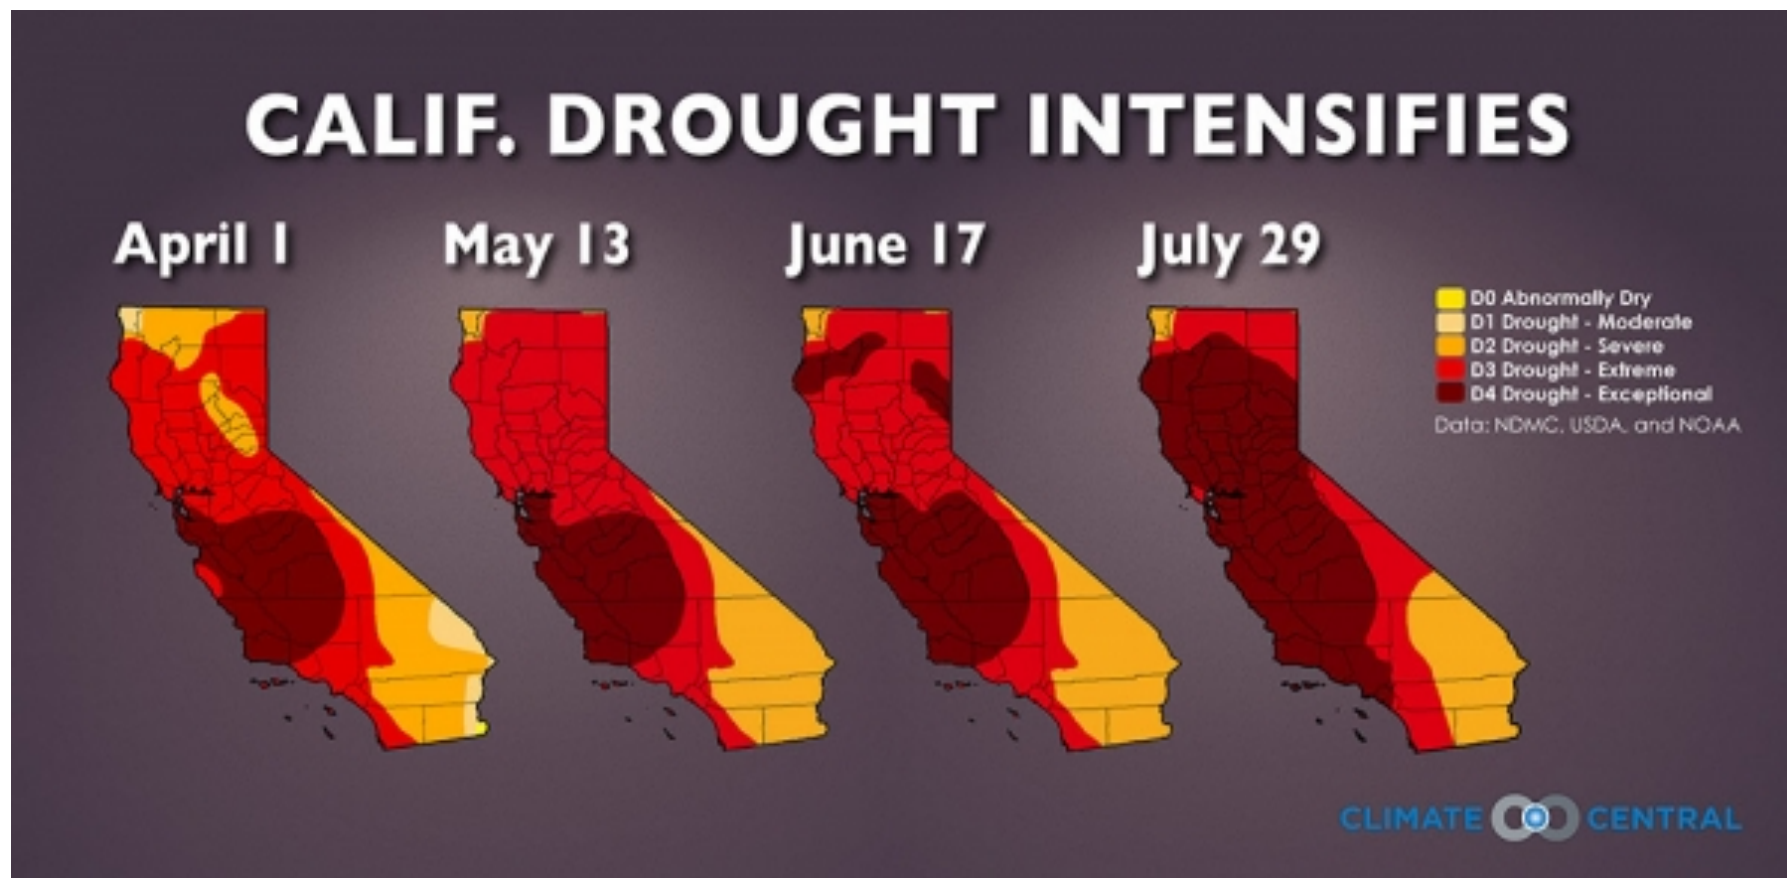 CALIF. DROUGHT INTENSIFIES
April 1
May 13
June 17
July 29
D0 Abnormally Dry
D1 Drought - Moderate
D2 Drought - Severe
D3 Drought - Extreme
D4 Drought - Exceptional
Data: NDMC, USDA, and NOAA
CLIMATE CENTRAL